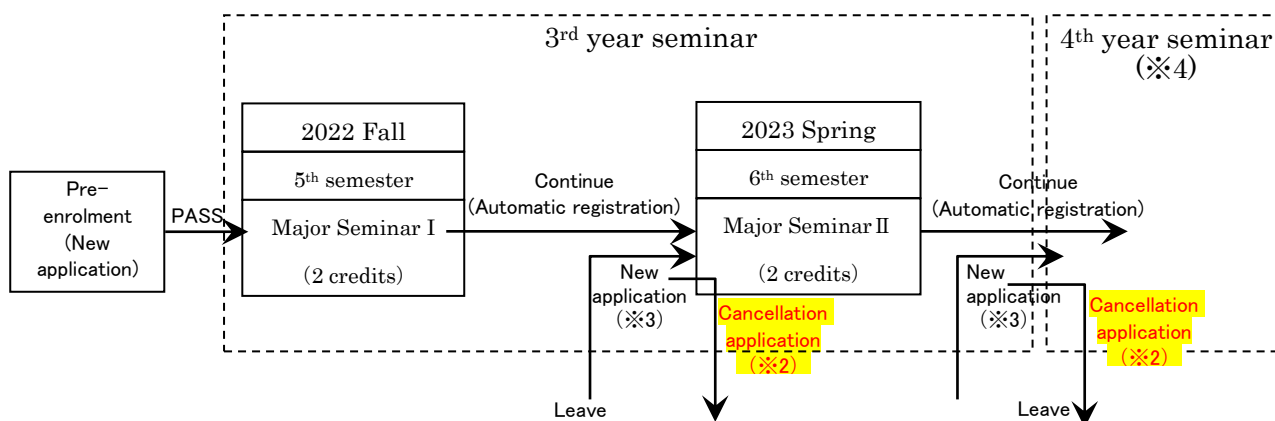 3rd year seminar
4th year seminar
(※4)
2022 Fall
5th semester
Major Seminar I
(2 credits)
2023 Spring
6th semester
Major Seminar II
(2 credits)
Pre-
enrolment
(New
application)
PASS
Continue
(Automatic registration)
Continue
(Automatic registration)
New
application
(※3)
Cancellation
application
(※2)
Leave
New
application
(※3)
Cancellation
application
(※2)
Leave